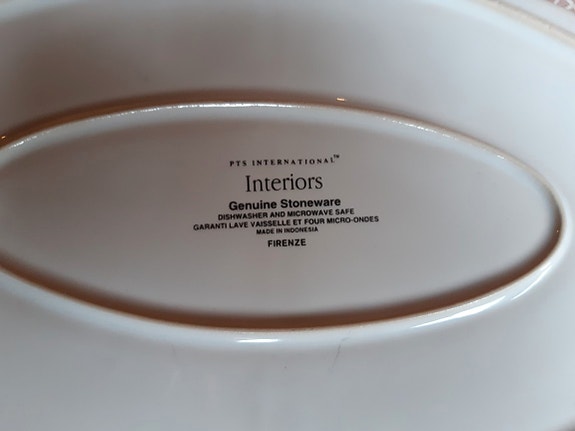 PTS INTERNATIONAL™
Interiors
Genuine Stoneware
DISHWASHER AND MICROWAVE SAFE
GARANTI LAVE VAISSELLE ET FOUR MICRO-ONDES
MADE IN INDONESIA
FIRENZE